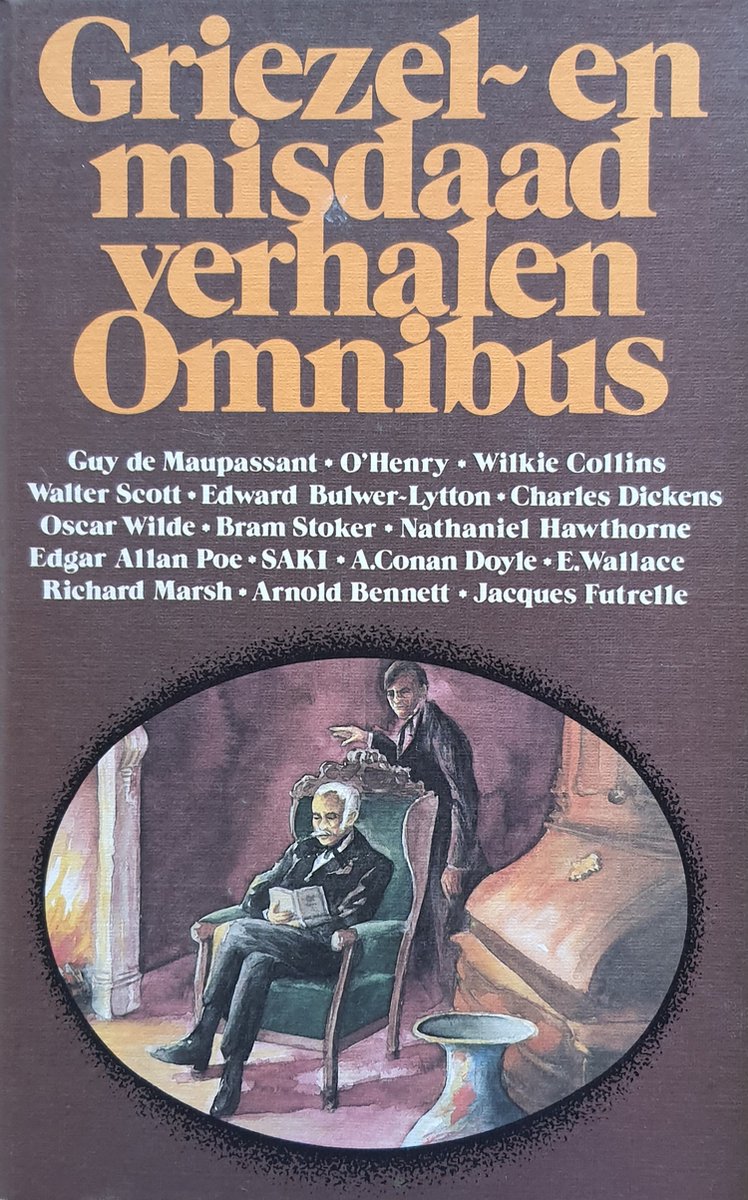 Griezel- en
misdaad
verhalen
Omnibus
Guy de Maupassant • O'Henry • Wilkie Collins
Walter Scott • Edward Bulwer-Lytton • Charles Dickens
Oscar Wilde • Bram Stoker • Nathaniel Hawthorne
Edgar Allan Poe • SAKI • A.Conan Doyle • E.Wallace
Richard Marsh • Arnold Bennett • Jacques Futrelle